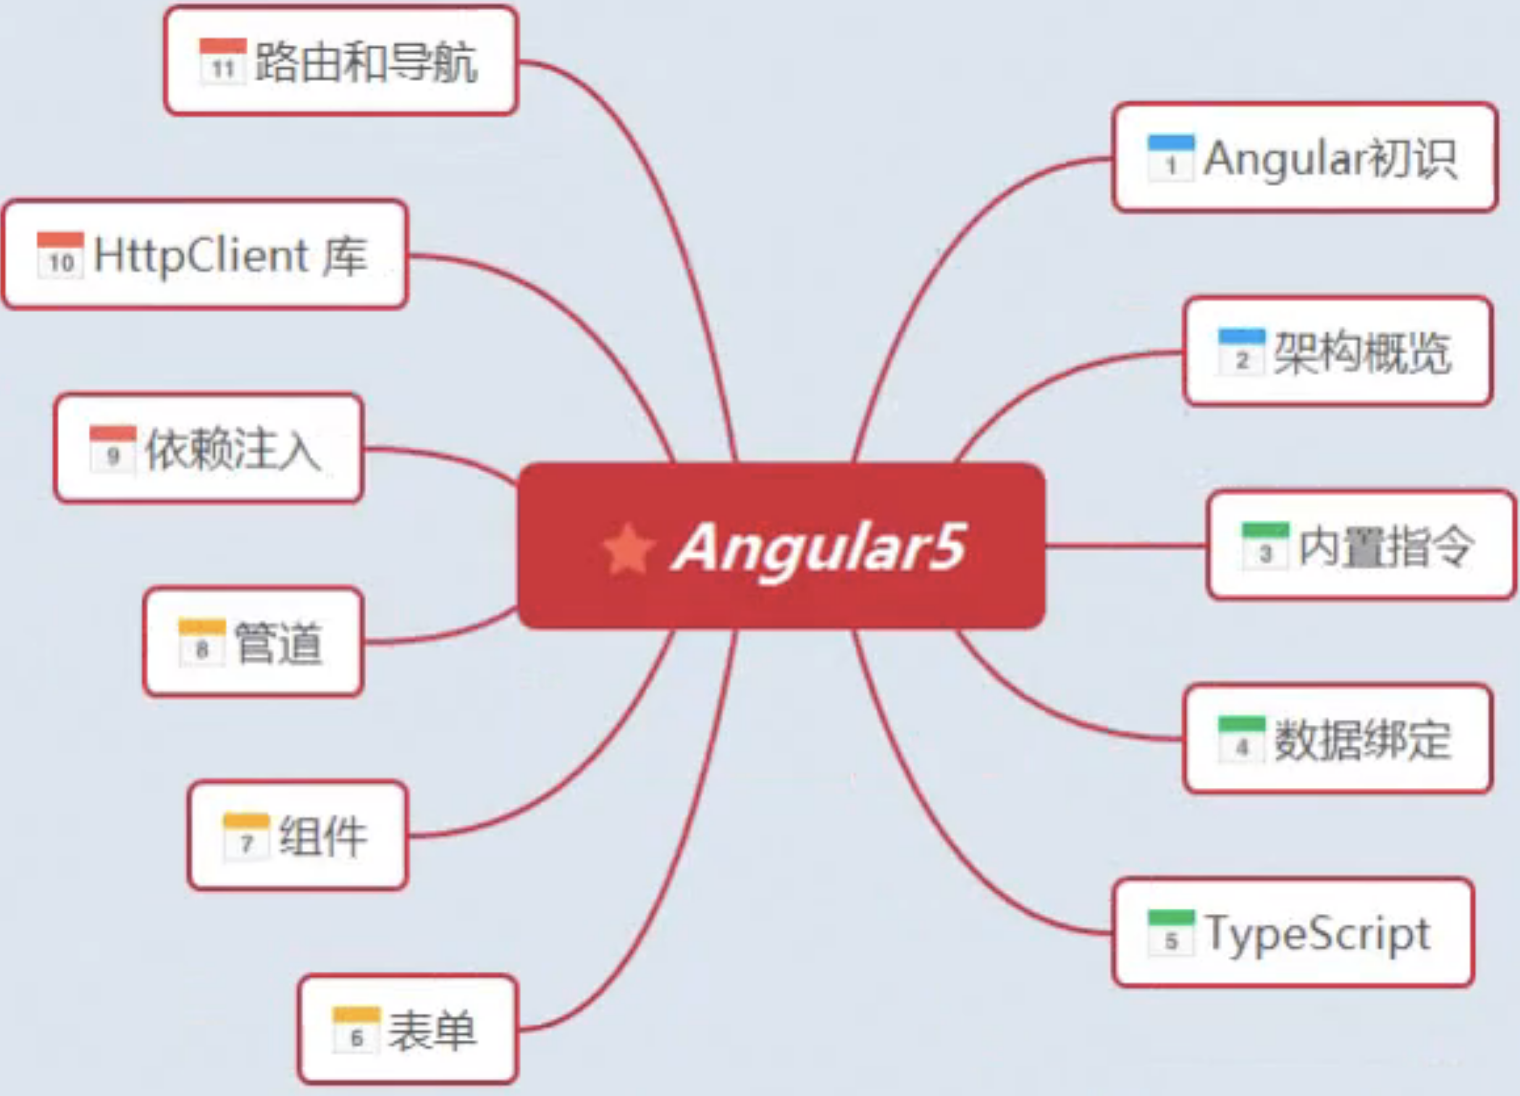 11 路由和导航
1 Angular初识
10 HttpClient 库
2 架构概览
9 依赖注入
Angular5
3 内置指令
8 管道
4 数据绑定
7 组件
5 TypeScript
6 表单